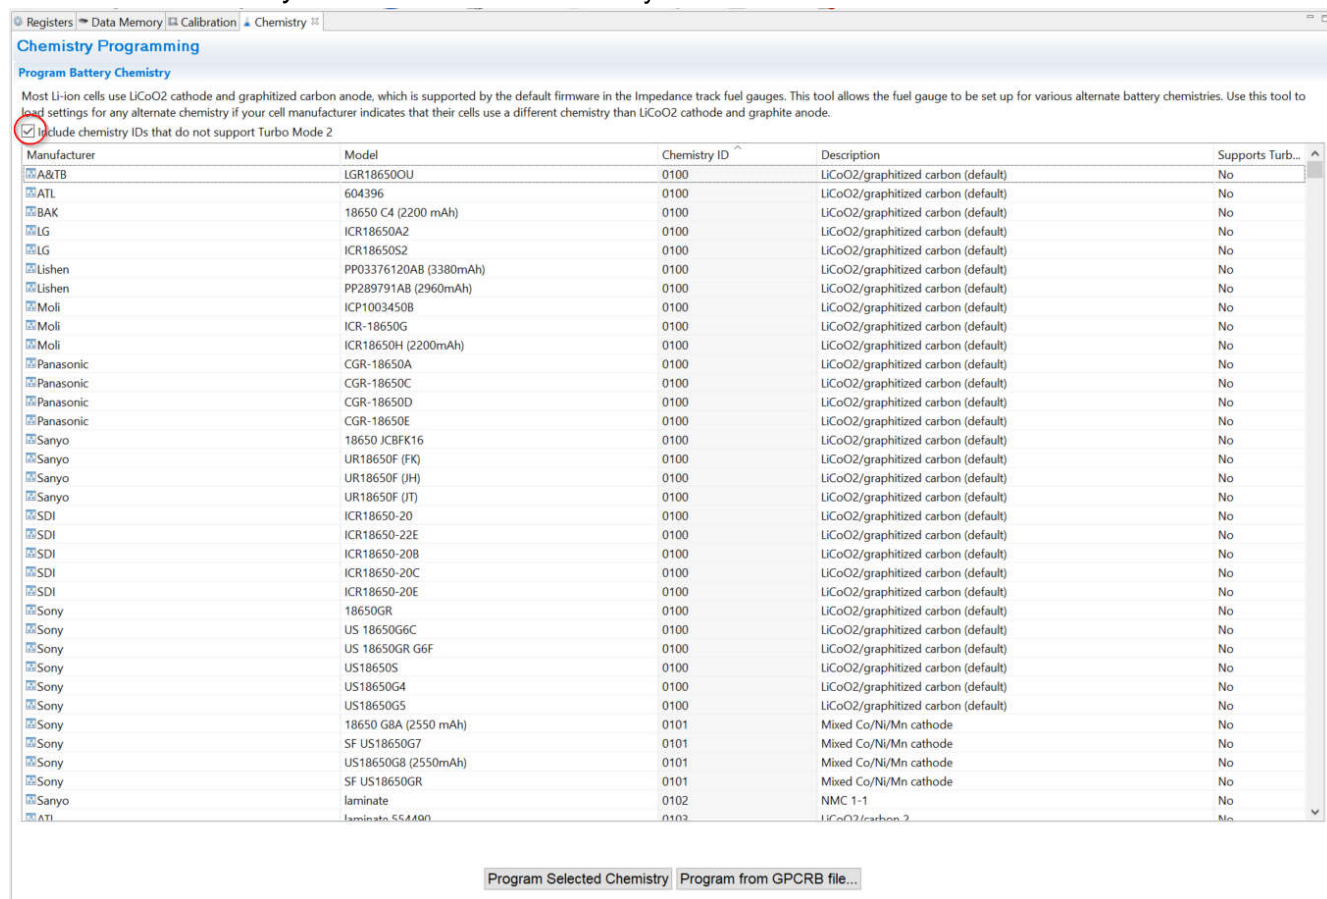 Registers Data Memory Calibration Chemistry
Chemistry Programming
Program Battery Chemistry
Most Li-ion cells use LiCoO2 cathode and graphitized carbon anode, which is supported by the default firmware in the Impedance track fuel gauges. This tool allows the fuel gauge to be set up for various alternate battery chemistries. Use this tool to
load settings for any alternate chemistry if your cell manufacturer indicates that their cells use a different chemistry than LiCoO2 cathode and graphite anode.
Include chemistry IDs that do not support Turbo Mode 2
Manufacturer Model Chemistry ID Description Supports Turb...
A&TB LGR18650OU 0100 LiCoO2/graphitized carbon (default) No
ATL 604396 0100 LiCoO2/graphitized carbon (default) No
BAK 18650 C4 (2200 mAh) 0100 LiCoO2/graphitized carbon (default) No
LG ICR18650A2 0100 LiCoO2/graphitized carbon (default) No
LG ICR18650S2 0100 LiCoO2/graphitized carbon (default) No
Lishen PP03376120AB (3380mAh) 0100 LiCoO2/graphitized carbon (default) No
Lishen PP289791AB (2960mAh) 0100 LiCoO2/graphitized carbon (default) No
Moli ICP1003450B 0100 LiCoO2/graphitized carbon (default) No
Moli ICR-18650G 0100 LiCoO2/graphitized carbon (default) No
Moli ICR18650H (2200mAh) 0100 LiCoO2/graphitized carbon (default) No
Panasonic CGR-18650A 0100 LiCoO2/graphitized carbon (default) No
Panasonic CGR-18650C 0100 LiCoO2/graphitized carbon (default) No
Panasonic CGR-18650D 0100 LiCoO2/graphitized carbon (default) No
Panasonic CGR-18650E 0100 LiCoO2/graphitized carbon (default) No
Sanyo 18650 JCBFK16 0100 LiCoO2/graphitized carbon (default) No
Sanyo UR18650F (FK) 0100 LiCoO2/graphitized carbon (default) No
Sanyo UR18650F (JH) 0100 LiCoO2/graphitized carbon (default) No
Sanyo UR18650F (JT) 0100 LiCoO2/graphitized carbon (default) No
SDI ICR18650-20 0100 LiCoO2/graphitized carbon (default) No
SDI ICR18650-22E 0100 LiCoO2/graphitized carbon (default) No
SDI ICR18650-20B 0100 LiCoO2/graphitized carbon (default) No
SDI ICR18650-20C 0100 LiCoO2/graphitized carbon (default) No
SDI ICR18650-20E 0100 LiCoO2/graphitized carbon (default) No
Sony 18650GR 0100 LiCoO2/graphitized carbon (default) No
Sony US 18650G6C 0100 LiCoO2/graphitized carbon (default) No
Sony US 18650GR G6F 0100 LiCoO2/graphitized carbon (default) No
Sony US18650S 0100 LiCoO2/graphitized carbon (default) No
Sony US18650G4 0100 LiCoO2/graphitized carbon (default) No
Sony US18650G5 0100 LiCoO2/graphitized carbon (default) No
Sony 18650 G8A (2550 mAh) 0101 Mixed Co/Ni/Mn cathode No
Sony SF US18650G7 0101 Mixed Co/Ni/Mn cathode No
Sony US18650G8 (2550mAh) 0101 Mixed Co/Ni/Mn cathode No
Sony SF US18650GR 0101 Mixed Co/Ni/Mn cathode No
Sanyo laminate 0102 NMC 1-1 No
ATL laminate 554490 0103 LiCoO2/carbon 2 No
Program Selected Chemistry Program from GPCRB file...